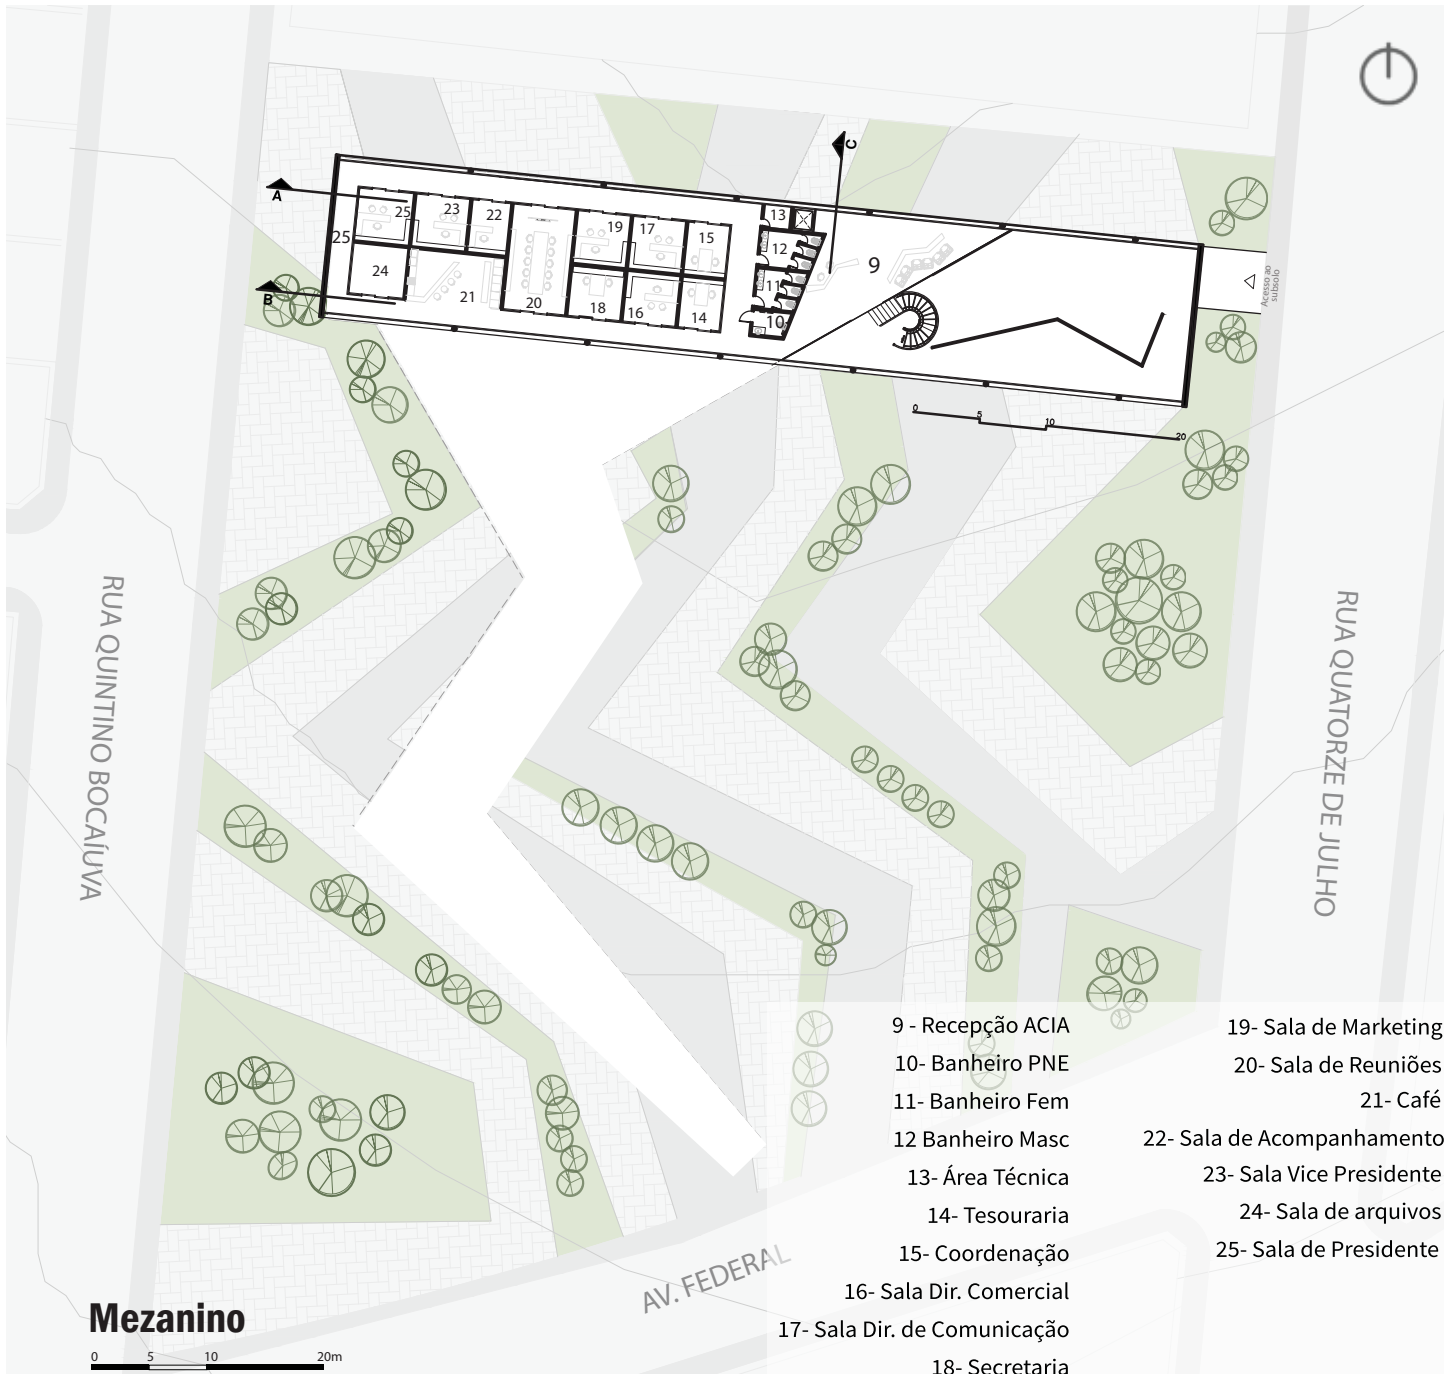 C
A
B
25
25
23
22
24
21
20
19
17
15
18
16
14
13
12
11
10
9
Acesso ao
subsolo
0
5
10
20
RUA QUINTINO BOCAÍUVA
RUA QUATORZE DE JULHO
AV. FEDERAL
9 - Recepção ACIA
10- Banheiro PNE
11- Banheiro Fem
12 Banheiro Masc
13- Área Técnica
14- Tesouraria
15- Coordenação
16- Sala Dir. Comercial
17- Sala Dir. de Comunicação
18- Secretaria
19- Sala de Marketing
20- Sala de Reuniões
21- Café
22- Sala de Acompanhamento
23- Sala Vice Presidente
24- Sala de arquivos
25- Sala de Presidente
Mezanino
0 5 10 20m